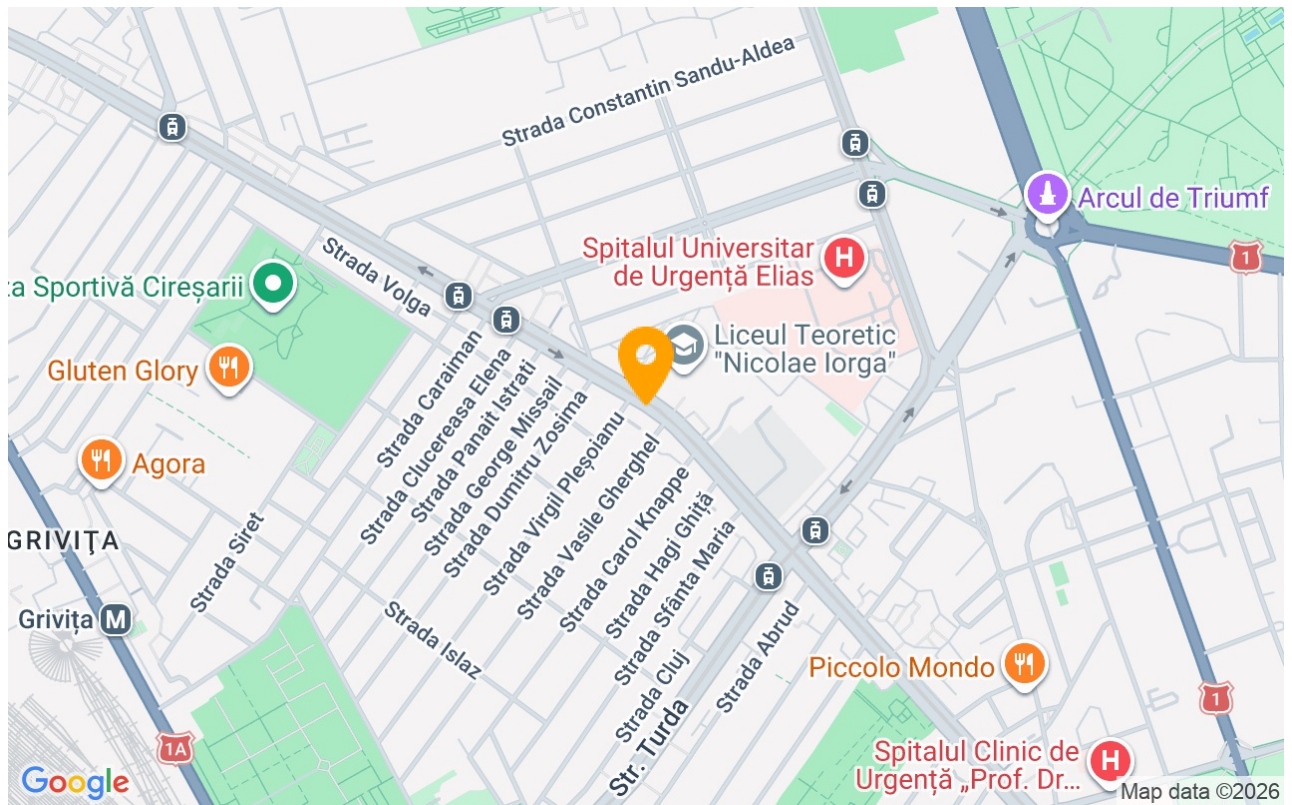 Strada Constantin Sandu-Aldea
Arcul de Triumf
1
Spitalul Universitar
de Urgență Elias
H
Strada Volga
za Sportivă Cireșarii
Liceul Teoretic
"Nicolae Iorga"
Gluten Glory
Agora
Strada Caraiman
Strada Clucereasa Elena
Strada Panait Istrati
Strada George Missail
Strada Dumitru Zosima
Strada Virgil Pleșoianu
Strada Vasile Gherghel
Strada Carol Knappe
Strada Hagi Ghiță
Strada Sfânta Maria
Strada Cluj
Str. Turda
Strada Abrud
GRIVIȚA
Strada Siret
Grivița M
Strada Islaz
Piccolo Mondo
1
1A
Spitalul Clinic de
Urgență „Prof. Dr...
H
Google
Map data ©2026